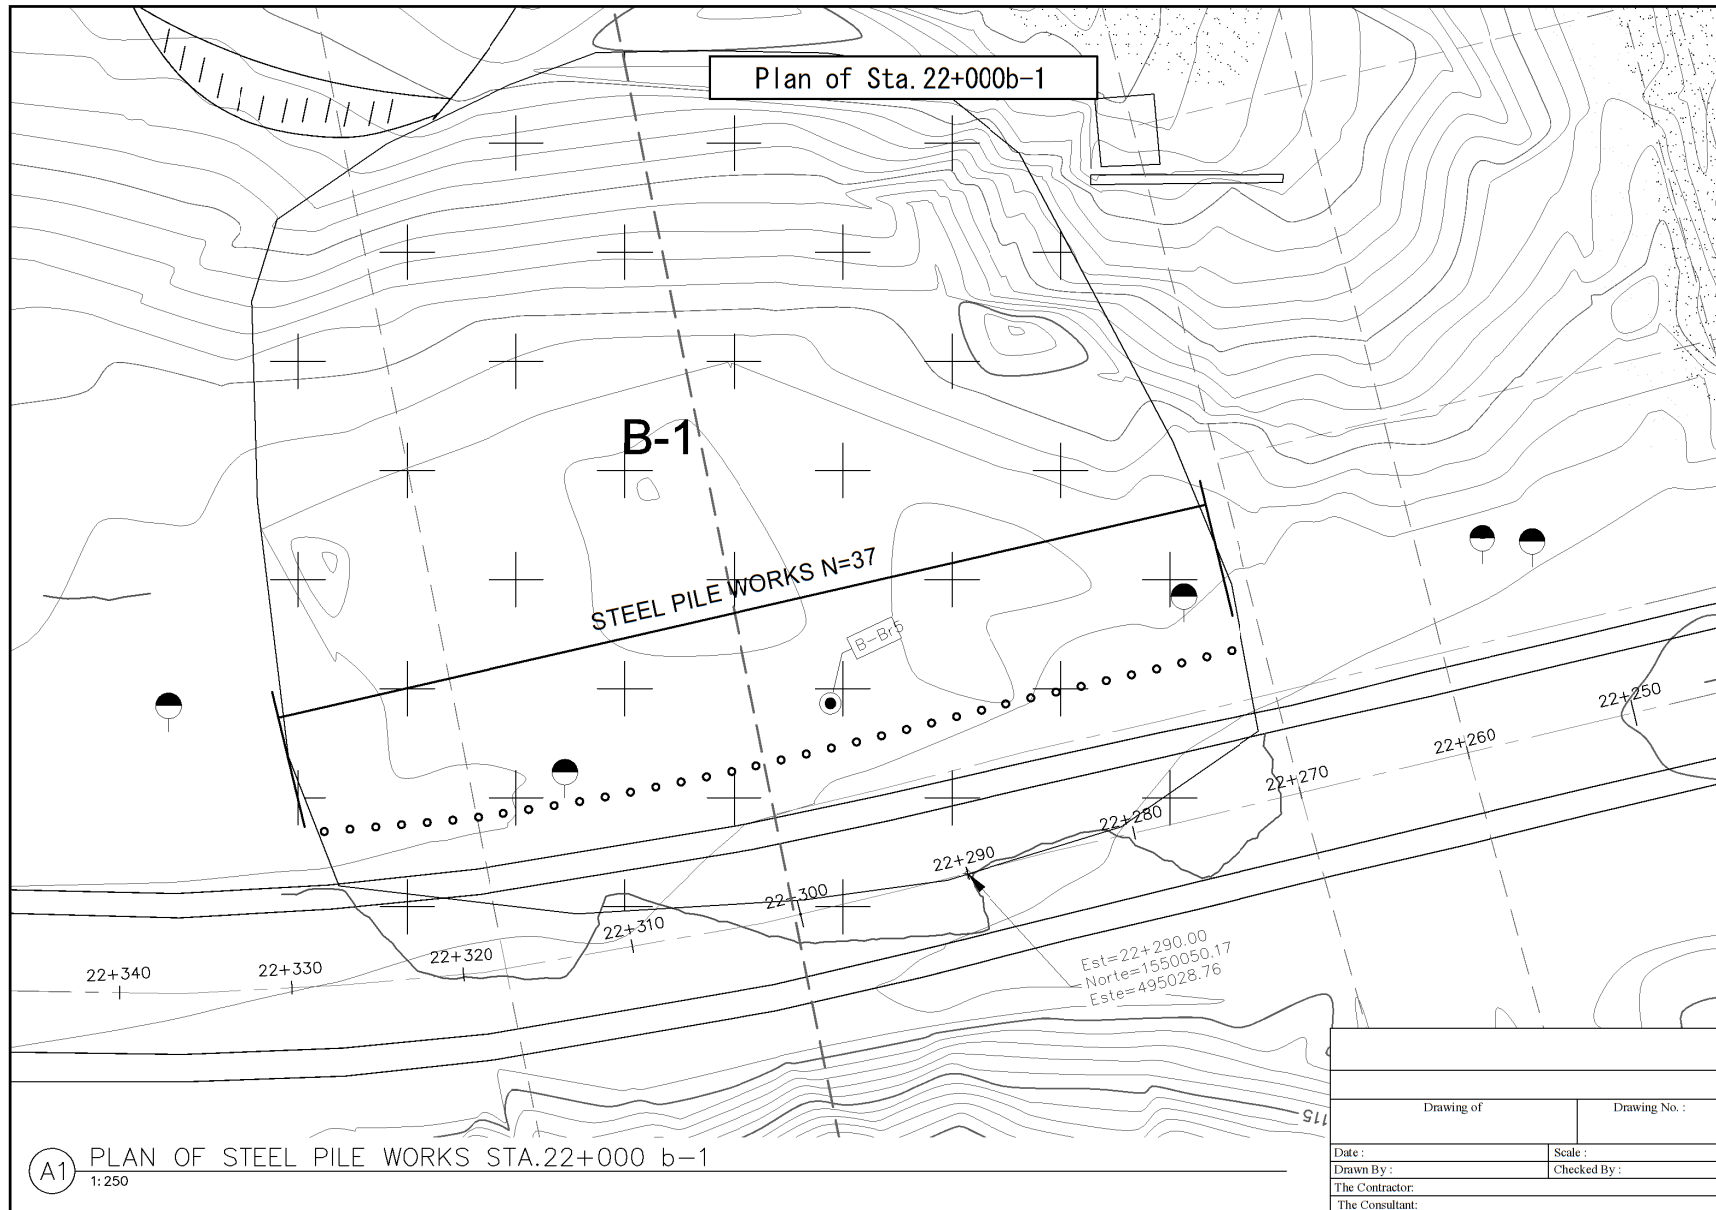 Plan of Sta.22+000b-1
B-1
STEEL PILE WORKS N=37
B-Br5
22+250
22+260
22+270
22+280
22+290
22+300
22+310
22+320
22+330
22+340
Est=22+290.00
Norte=1550050.17
Este=495028.76
115
Drawing of
Drawing No. :
Date :
Scale :
Drawn By :
Checked By :
The Contractor:
The Consultant:
A1
PLAN OF STEEL PILE WORKS STA.22+000 b-1
1:250